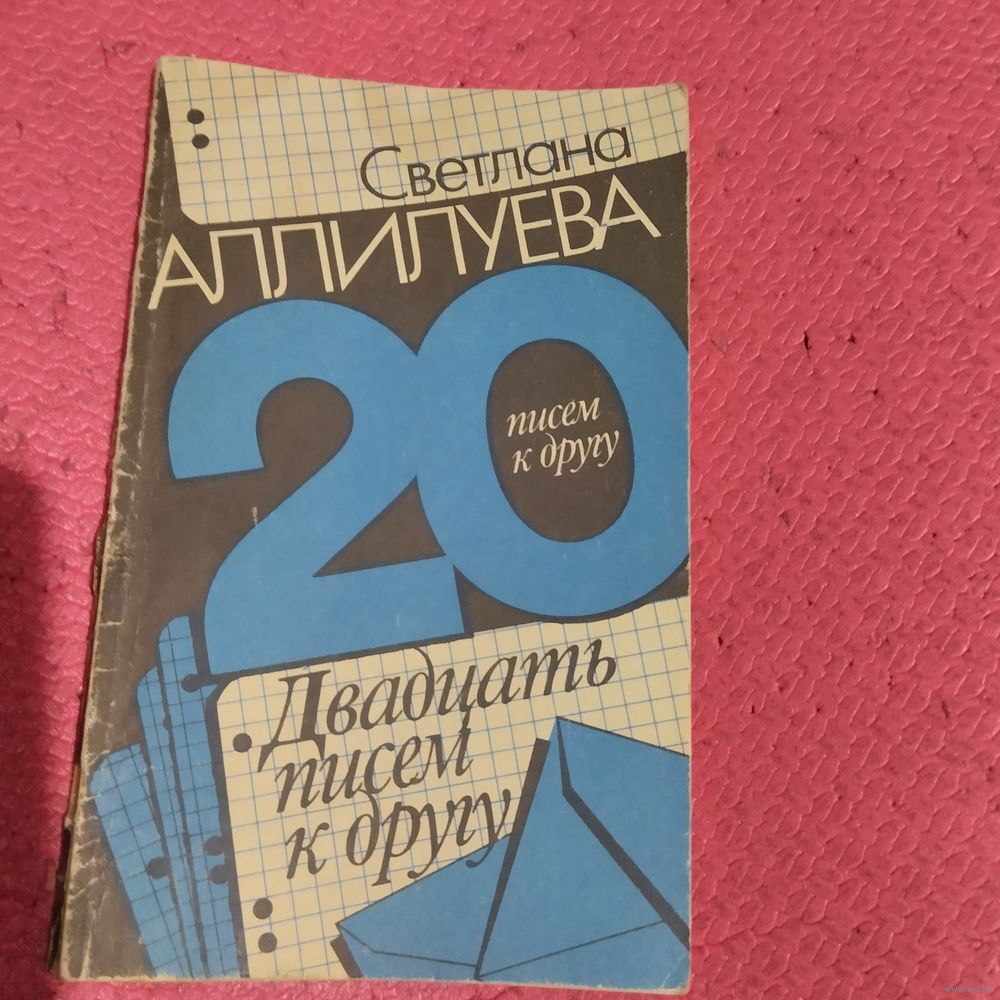 Светлана
АЛЛИЛУЕВА
20
писем
к другу
Двадцать
писем
к другу